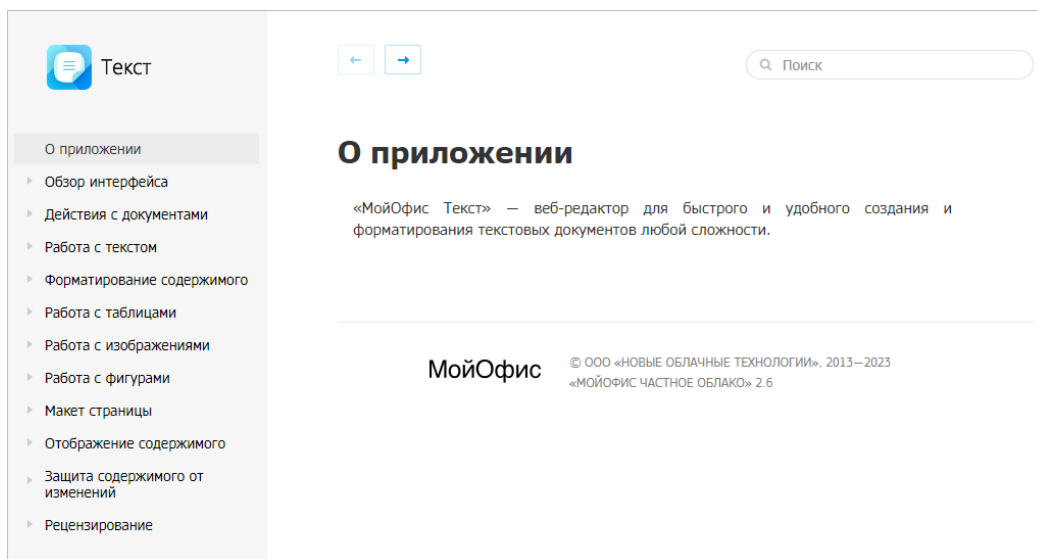 Текст
О приложении
Обзор интерфейса
Действия с документами
Работа с текстом
Форматирование содержимого
Работа с таблицами
Работа с изображениями
Работа с фигурами
Макет страницы
Отображение содержимого
Защита содержимого от
изменений
Рецензирование
Поиск
О приложении
«МойОфис Текст» — веб-редактор для быстрого и удобного создания и
форматирования текстовых документов любой сложности.
МойОфис
© ООО «НОВЫЕ ОБЛАЧНЫЕ ТЕХНОЛОГИИ», 2013—2023
«МОЙОФИС ЧАСТНОЕ ОБЛАКО» 2.6